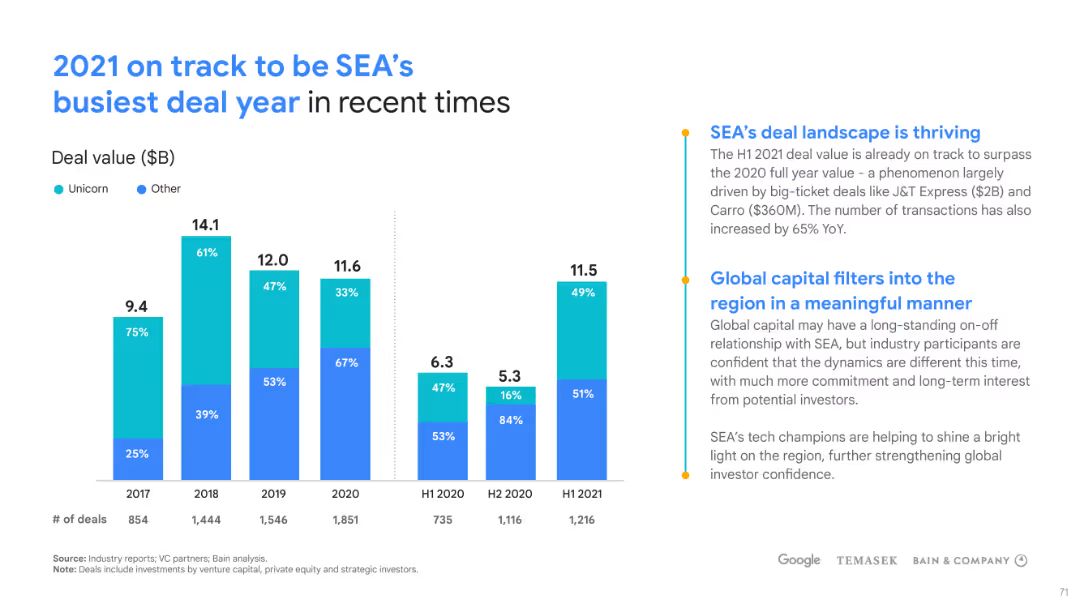 2021 on track to be SEA's
busiest deal year in recent times
Deal value ($B)
Unicorn Other
9.4
75%
25%
14.1
61%
39%
12.0
47%
53%
11.6
33%
67%
6.3
47%
53%
5.3
16%
84%
11.5
49%
51%
2017 2018 2019 2020 H1 2020 H2 2020 H1 2021
# of deals 854 1,444 1,546 1,851 735 1,116 1,216
SEA's deal landscape is thriving
The H1 2021 deal value is already on track to surpass
the 2020 full year value - a phenomenon largely
driven by big-ticket deals like J&T Express ($2B) and
Carro ($360M). The number of transactions has also
increased by 65% YoY.
Global capital filters into the
region in a meaningful manner
Global capital may have a long-standing on-off
relationship with SEA, but industry participants are
confident that the dynamics are different this time,
with much more commitment and long-term interest
from potential investors.
SEA's tech champions are helping to shine a bright
light on the region, further strengthening global
investor confidence.
Source: Industry reports; VC partners; Bain analysis.
Note: Deals include investments by venture capital, private equity and strategic investors.
Google TEMASEK BAIN & COMPANY
71